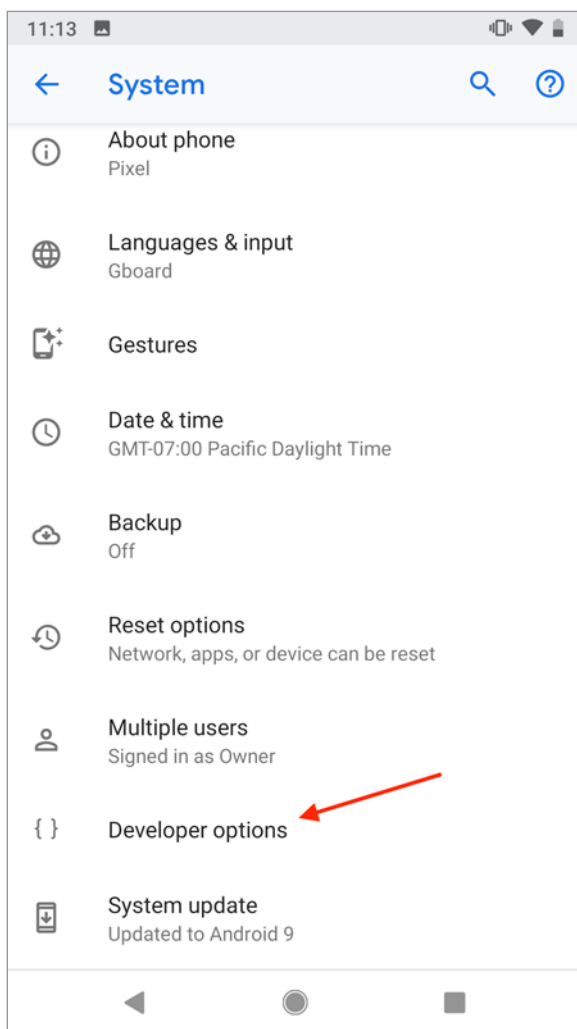 11:13
System
About phone
Pixel
Languages & input
Gboard
Gestures
Date & time
GMT-07:00 Pacific Daylight Time
Backup
Off
Reset options
Network, apps, or device can be reset
Multiple users
Signed in as Owner
{ } Developer options
System update
Updated to Android 9